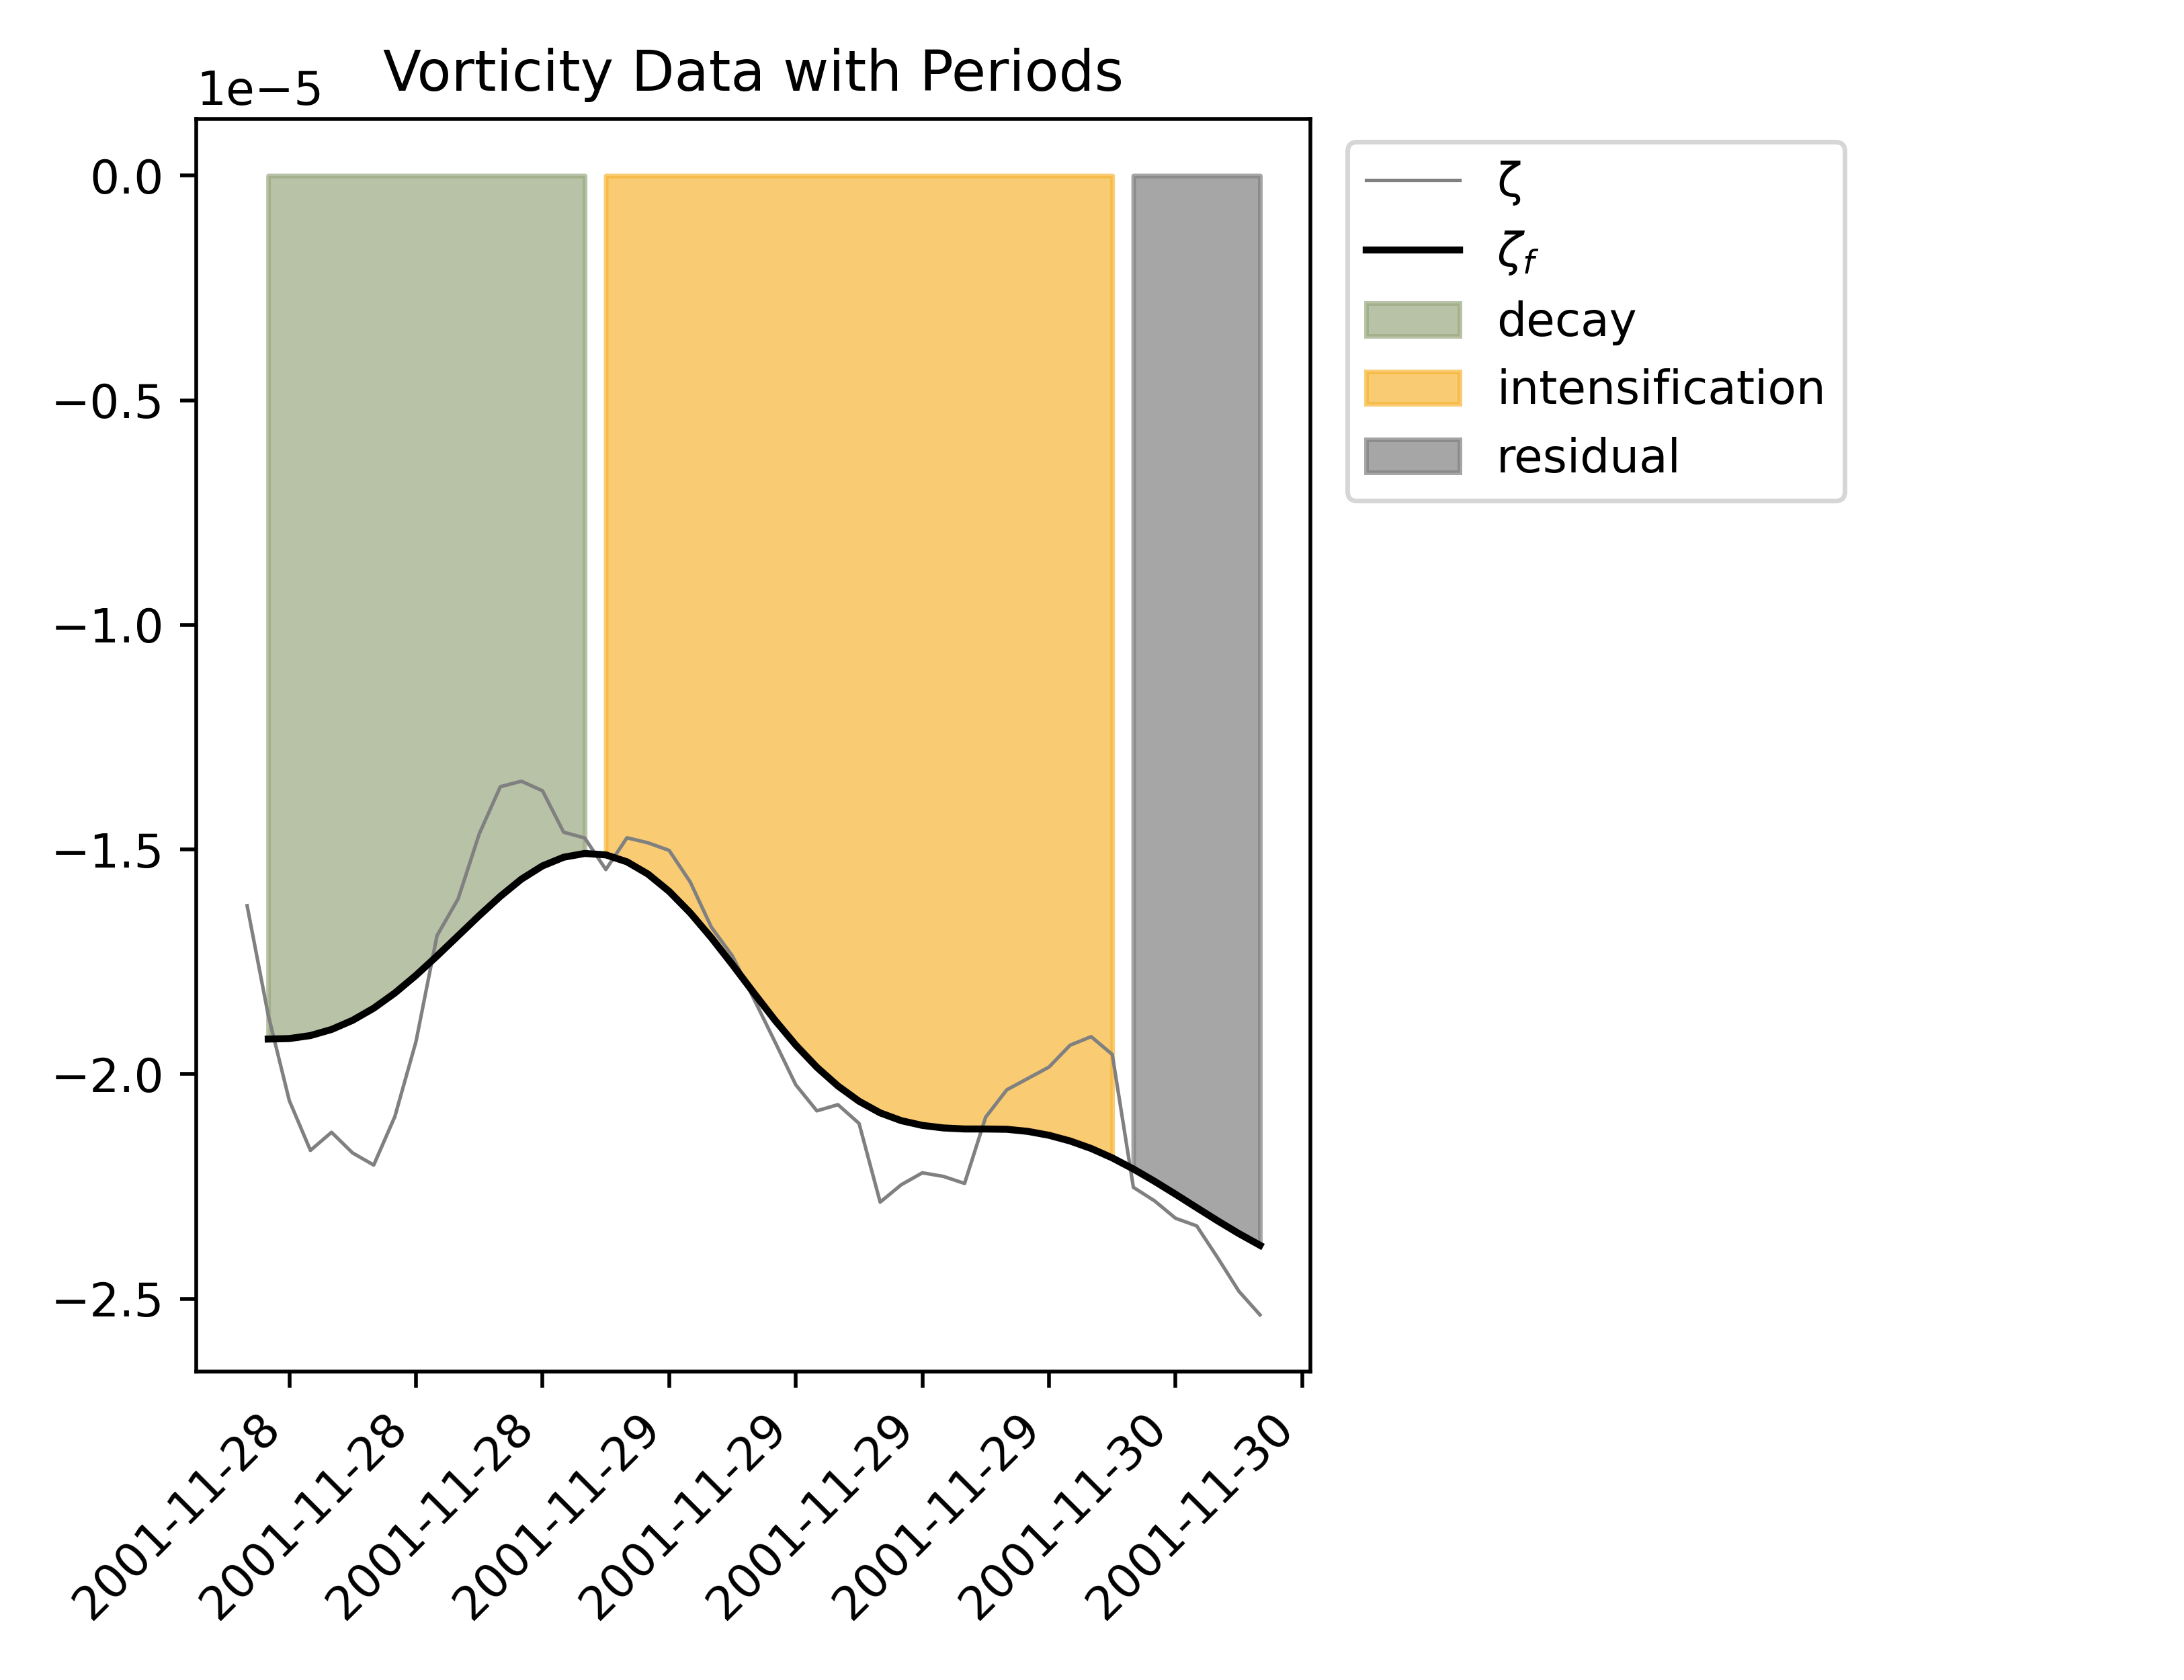 Vorticity Data with Periods
1e−5
0.0
−0.5
−1.0
−1.5
−2.0
−2.5
2001-11-28
2001-11-28
2001-11-28
2001-11-29
2001-11-29
2001-11-29
2001-11-29
2001-11-30
2001-11-30
ζ
ζf
decay
intensification
residual